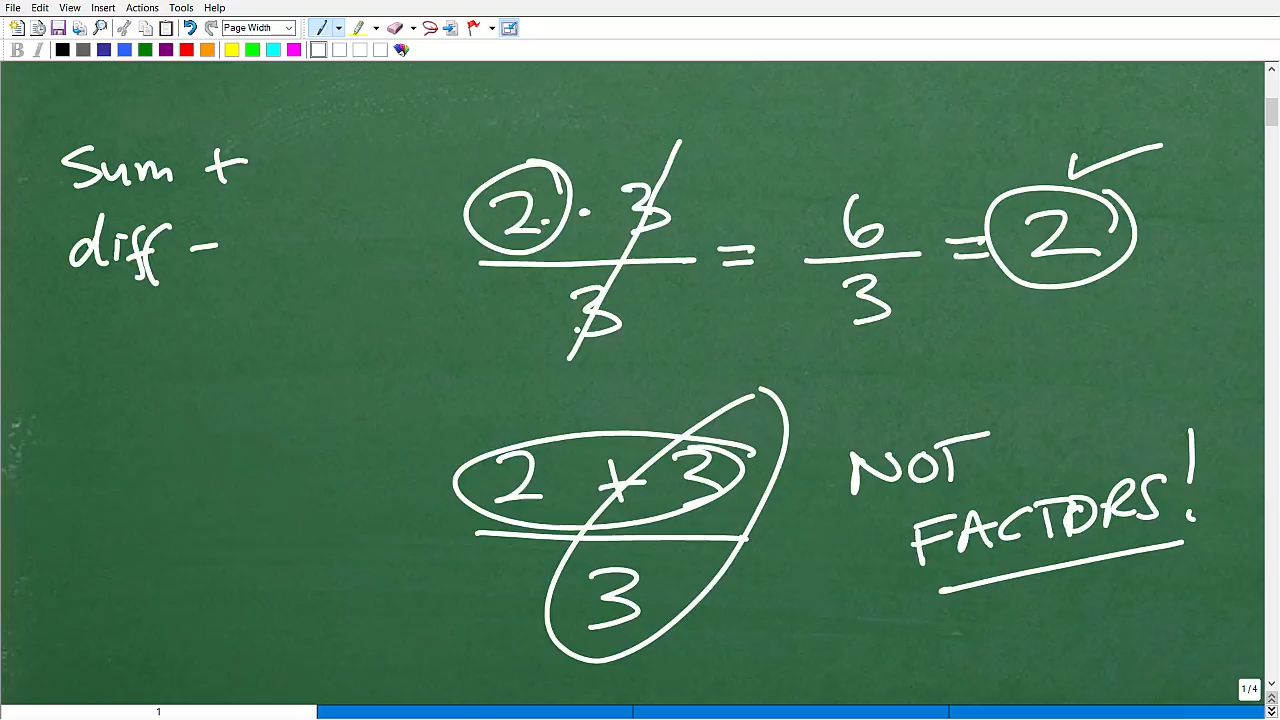 File Edit View Insert Actions Tools Help
Page Width
B I
Sum +
diff -
2 · 3
3
= 6/3 = 2
2 + 3
3
NOT
FACTORS!
1/4
1